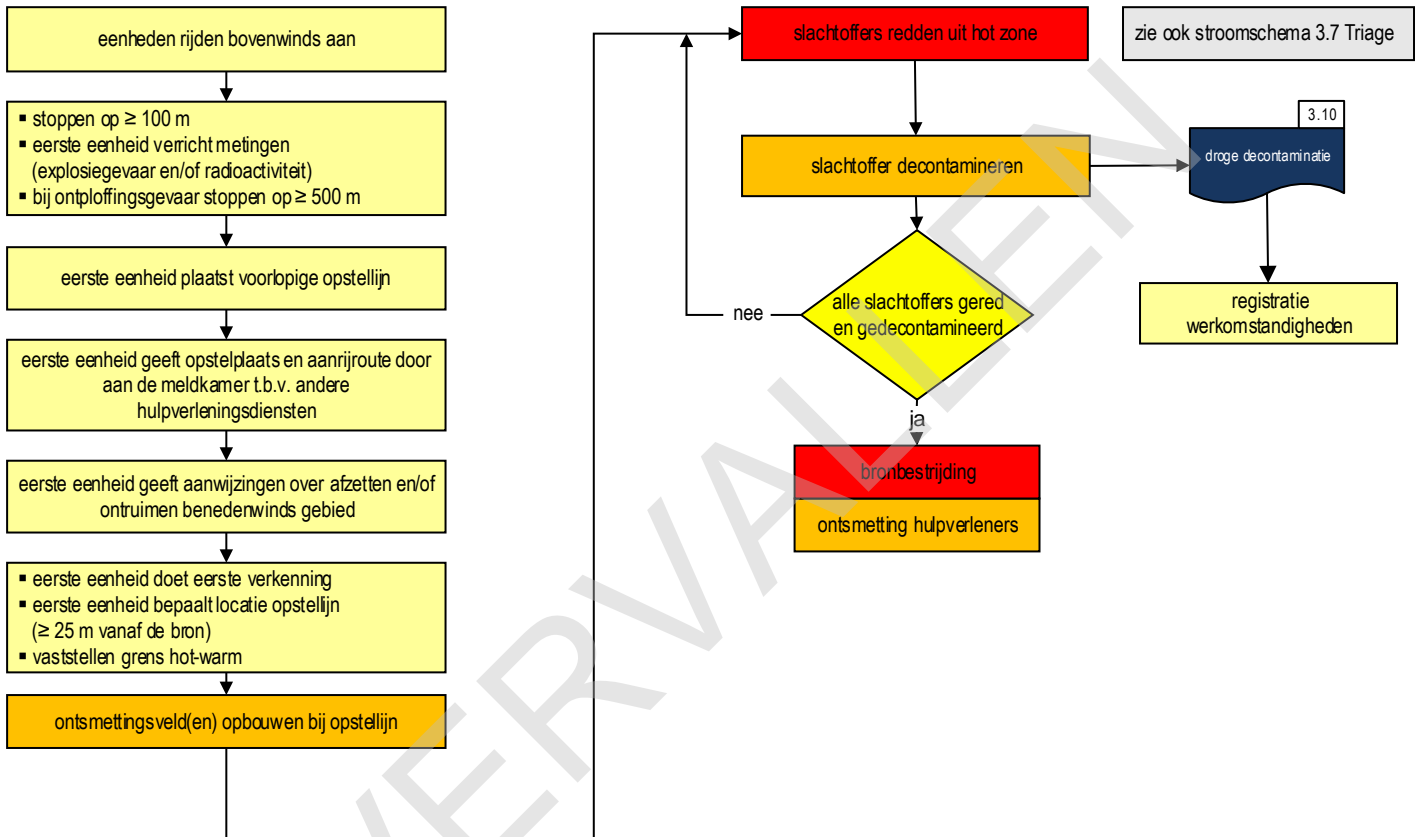 eenheden rijden bovenwinds aan
▪ stoppen op ≥ 100 m
▪ eerste eenheid verricht metingen
(explosiegevaar en/of radioactiviteit)
▪ bij ontploffingsgevaar stoppen op ≥ 500 m
eerste eenheid plaatst voorlopige opstellijn
eerste eenheid geeft opstelplaats en aanrijroute door
aan de meldkamer t.b.v. andere
hulpverleningsdiensten
eerste eenheid geeft aanwijzingen over afzetten en/of
ontruimen benedenwinds gebied
▪ eerste eenheid doet eerste verkenning
▪ eerste eenheid bepaalt locatie opstellijn
(≥ 25 m vanaf de bron)
▪ vaststellen grens hot-warm
ontsmettingsveld(en) opbouwen bij opstellijn
slachtoffers redden uit hot zone
slachtoffer decontamineren
alle slachtoffers gered
en gedecontamineerd
nee
ja
bronbestrijding
ontsmetting hulpverleners
zie ook stroomschema 3.7 Triage
3.10
droge decontaminatie
registratie
werkomstandigheden
VERVALLEN